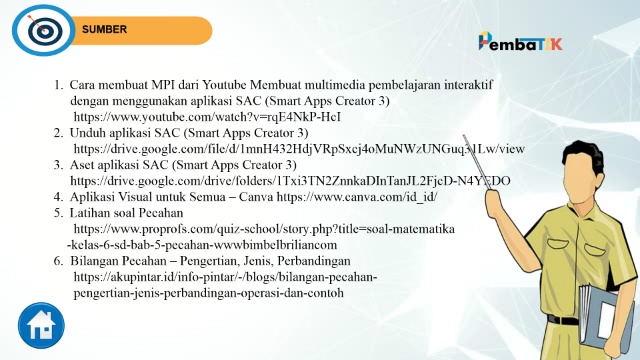 SUMBER
PembaTIK
1. Cara membuat MPI dari Youtube Membuat multimedia pembelajaran interaktif
dengan menggunakan aplikasi SAC (Smart Apps Creator 3)
https://www.youtube.com/watch?v=rqE4NkP-HcI
2. Unduh aplikasi SAC (Smart Apps Creator 3)
https://drive.google.com/file/d/1mnH432HdjVRpSxcj4oMuNWzUNGuq31Lw/view
3. Aset aplikasi SAC (Smart Apps Creator 3)
https://drive.google.com/drive/folders/1Txi3TN2ZnnkaDInTanJL2FjcD-N4YEDO
4. Aplikasi Visual untuk Semua – Canva https://www.canva.com/id_id/
5. Latihan soal Pecahan
https://www.proprofs.com/quiz-school/story.php?title=soal-matematika
-kelas-6-sd-bab-5-pecahan-wwwbimbelbriliancom
6. Bilangan Pecahan – Pengertian, Jenis, Perbandingan
https://akupintar.id/info-pintar/-/blogs/bilangan-pecahan-
pengertian-jenis-perbandingan-operasi-dan-contoh